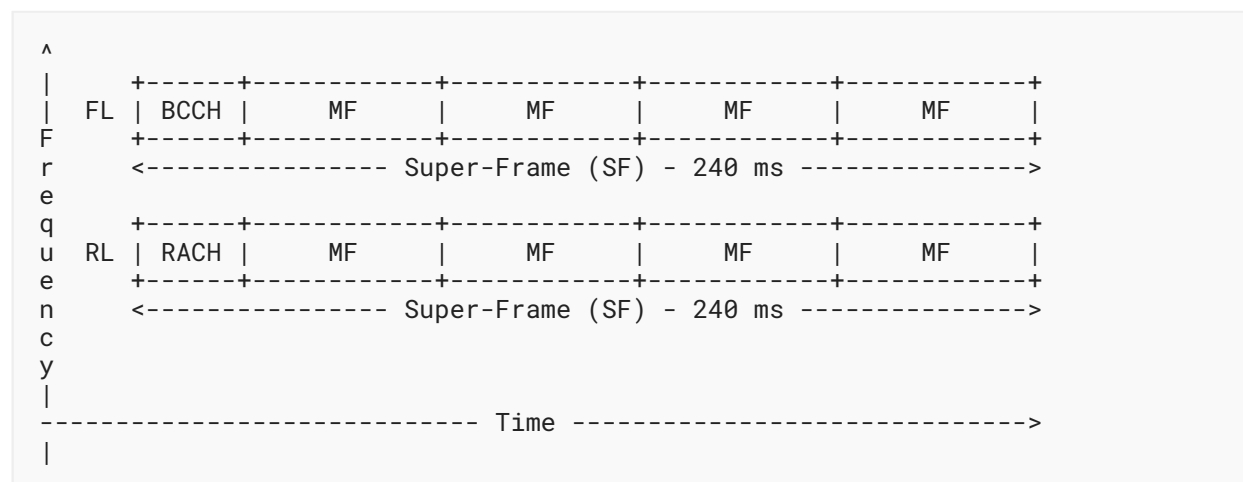 ^
|      +------+------------+------------+------------+------------+
|  FL | BCCH |     MF     |     MF     |     MF     |     MF     |
F      +------+------------+------------+------------+------------+
r      <---------------- Super-Frame (SF) - 240 ms --------------->
e
q      +------+------------+------------+------------+------------+
u  RL | RACH |     MF     |     MF     |     MF     |     MF     |
e      +------+------------+------------+------------+------------+
n      <---------------- Super-Frame (SF) - 240 ms --------------->
c
y
|
----------------------------- Time ------------------------------>
|